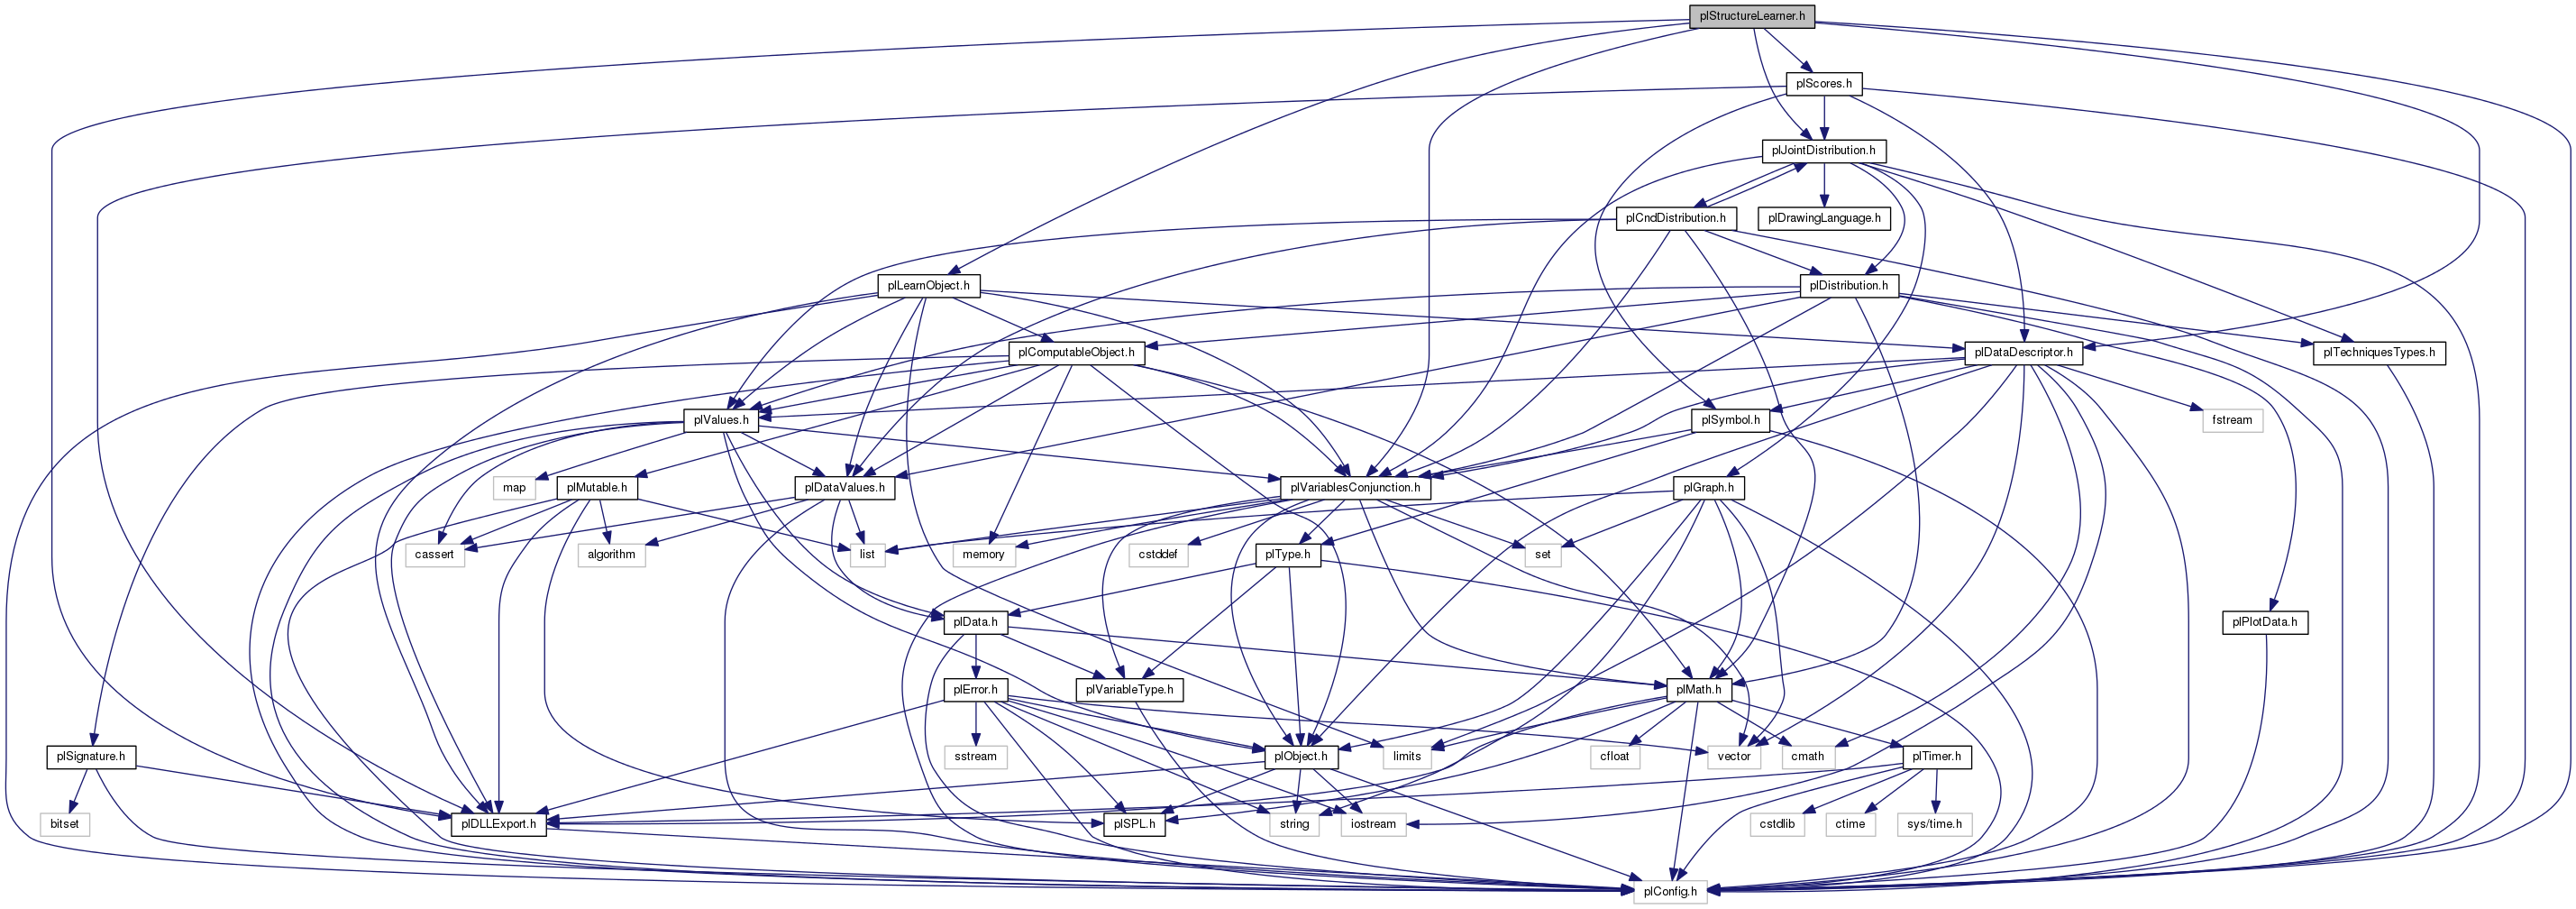 plStructureLearner.h
plScores.h
plJointDistribution.h
plCndDistribution.h
plDrawingLanguage.h
plLearnObject.h
plDistribution.h
plComputableObject.h
plDataDescriptor.h
plTechniquesTypes.h
plValues.h
plSymbol.h
fstream
map
plMutable.h
plDataValues.h
plVariablesConjunction.h
plGraph.h
cassert
algorithm
list
memory
cstddef
plType.h
set
plData.h
plPlotData.h
plError.h
plVariableType.h
plMath.h
plSignature.h
sstream
plObject.h
limits
cfloat
vector
cmath
plTimer.h
bitset
plDLLExport.h
plSPL.h
string
iostream
cstdlib
ctime
sys/time.h
plConfig.h